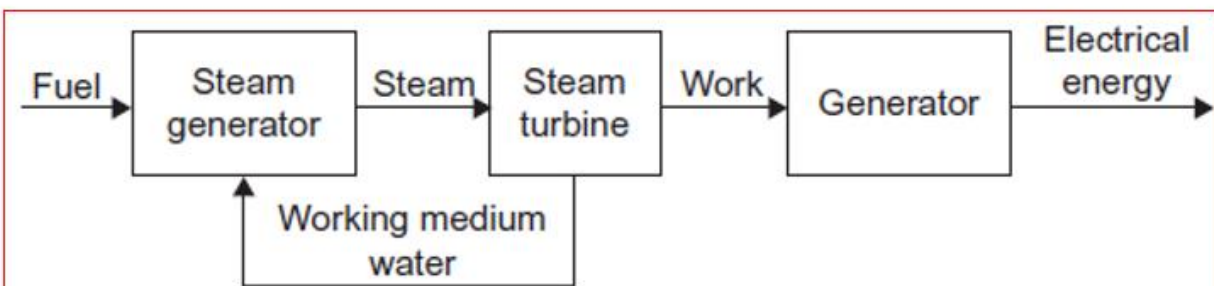 Fuel
Steam
generator
Steam
Steam
turbine
Work
Generator
Electrical
energy
Working medium
water